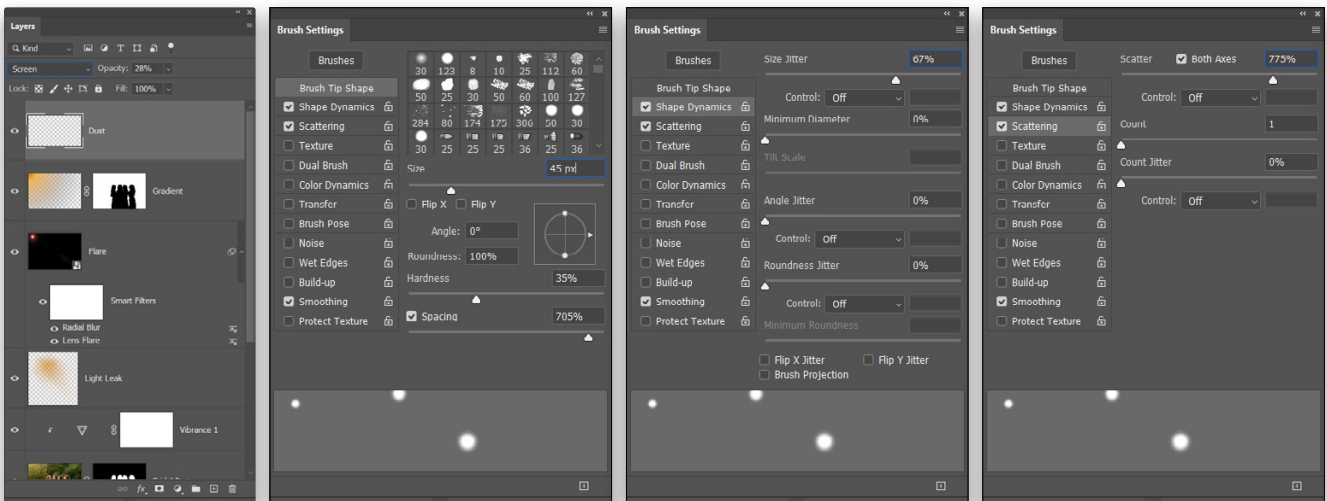 Layers
Kind
Screen
Opacity: 28%
Lock:
Fill: 100%
Dust
Gradient
Flare
Smart Filters
Radial Blur
Lens Flare
Light Leak
Vibrance 1
fx
Brush Settings
Brushes
Brush Tip Shape
Shape Dynamics
Scattering
Texture
Dual Brush
Color Dynamics
Transfer
Brush Pose
Noise
Wet Edges
Build-up
Smoothing
Protect Texture
30 123 8 10 25 112 60
50 25 30 50 60 100 127
284 80 174 175 306 50 30
30 25 25 25 36 25 36
Size 45 px
Flip X Flip Y
Angle: 0°
Roundness: 100%
Hardness 35%
Spacing 705%
Brush Settings
Brushes
Brush Tip Shape
Shape Dynamics
Scattering
Texture
Dual Brush
Color Dynamics
Transfer
Brush Pose
Noise
Wet Edges
Build-up
Smoothing
Protect Texture
Size Jitter 67%
Control: Off
Minimum Diameter 0%
Tilt Scale
Angle Jitter 0%
Control: Off
Roundness Jitter 0%
Control: Off
Minimum Roundness
Flip X Jitter Flip Y Jitter
Brush Projection
Brush Settings
Brushes
Brush Tip Shape
Shape Dynamics
Scattering
Texture
Dual Brush
Color Dynamics
Transfer
Brush Pose
Noise
Wet Edges
Build-up
Smoothing
Protect Texture
Scatter Both Axes 775%
Control: Off
Count 1
Count Jitter 0%
Control: Off